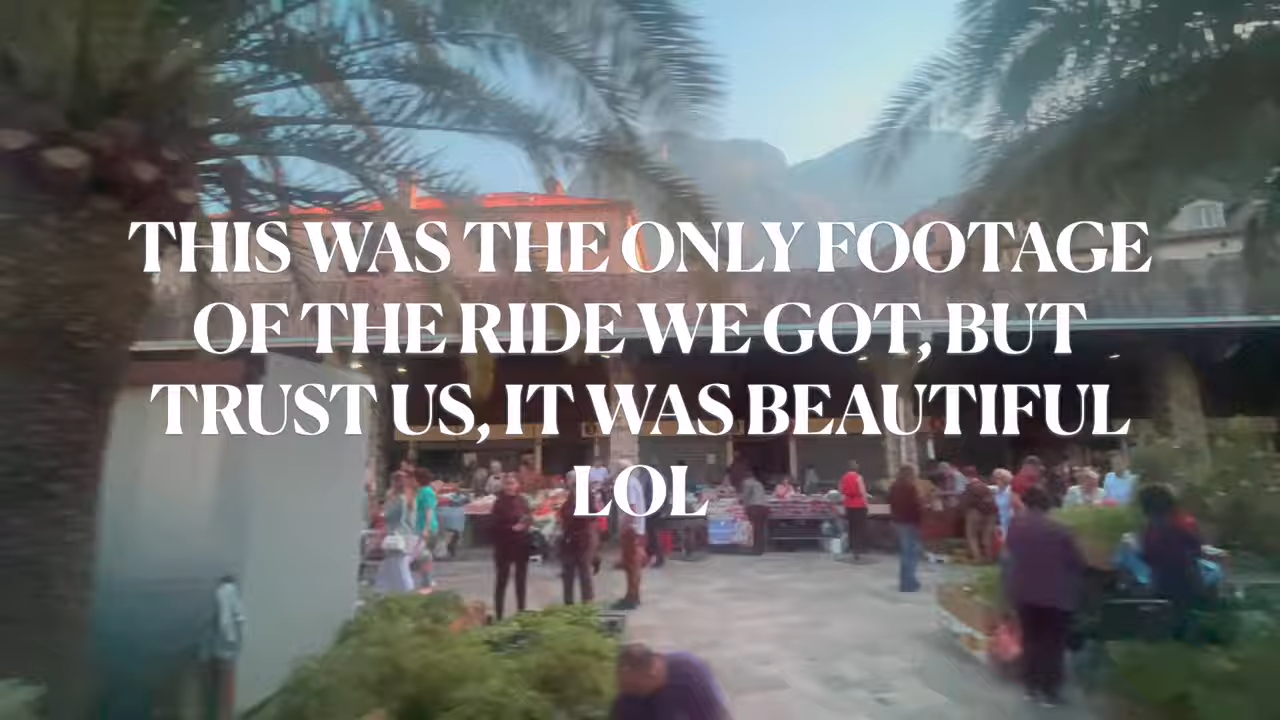 THIS WAS THE ONLY FOOTAGE
OF THE RIDE WE GOT, BUT
TRUST US, IT WAS BEAUTIFUL
LOL